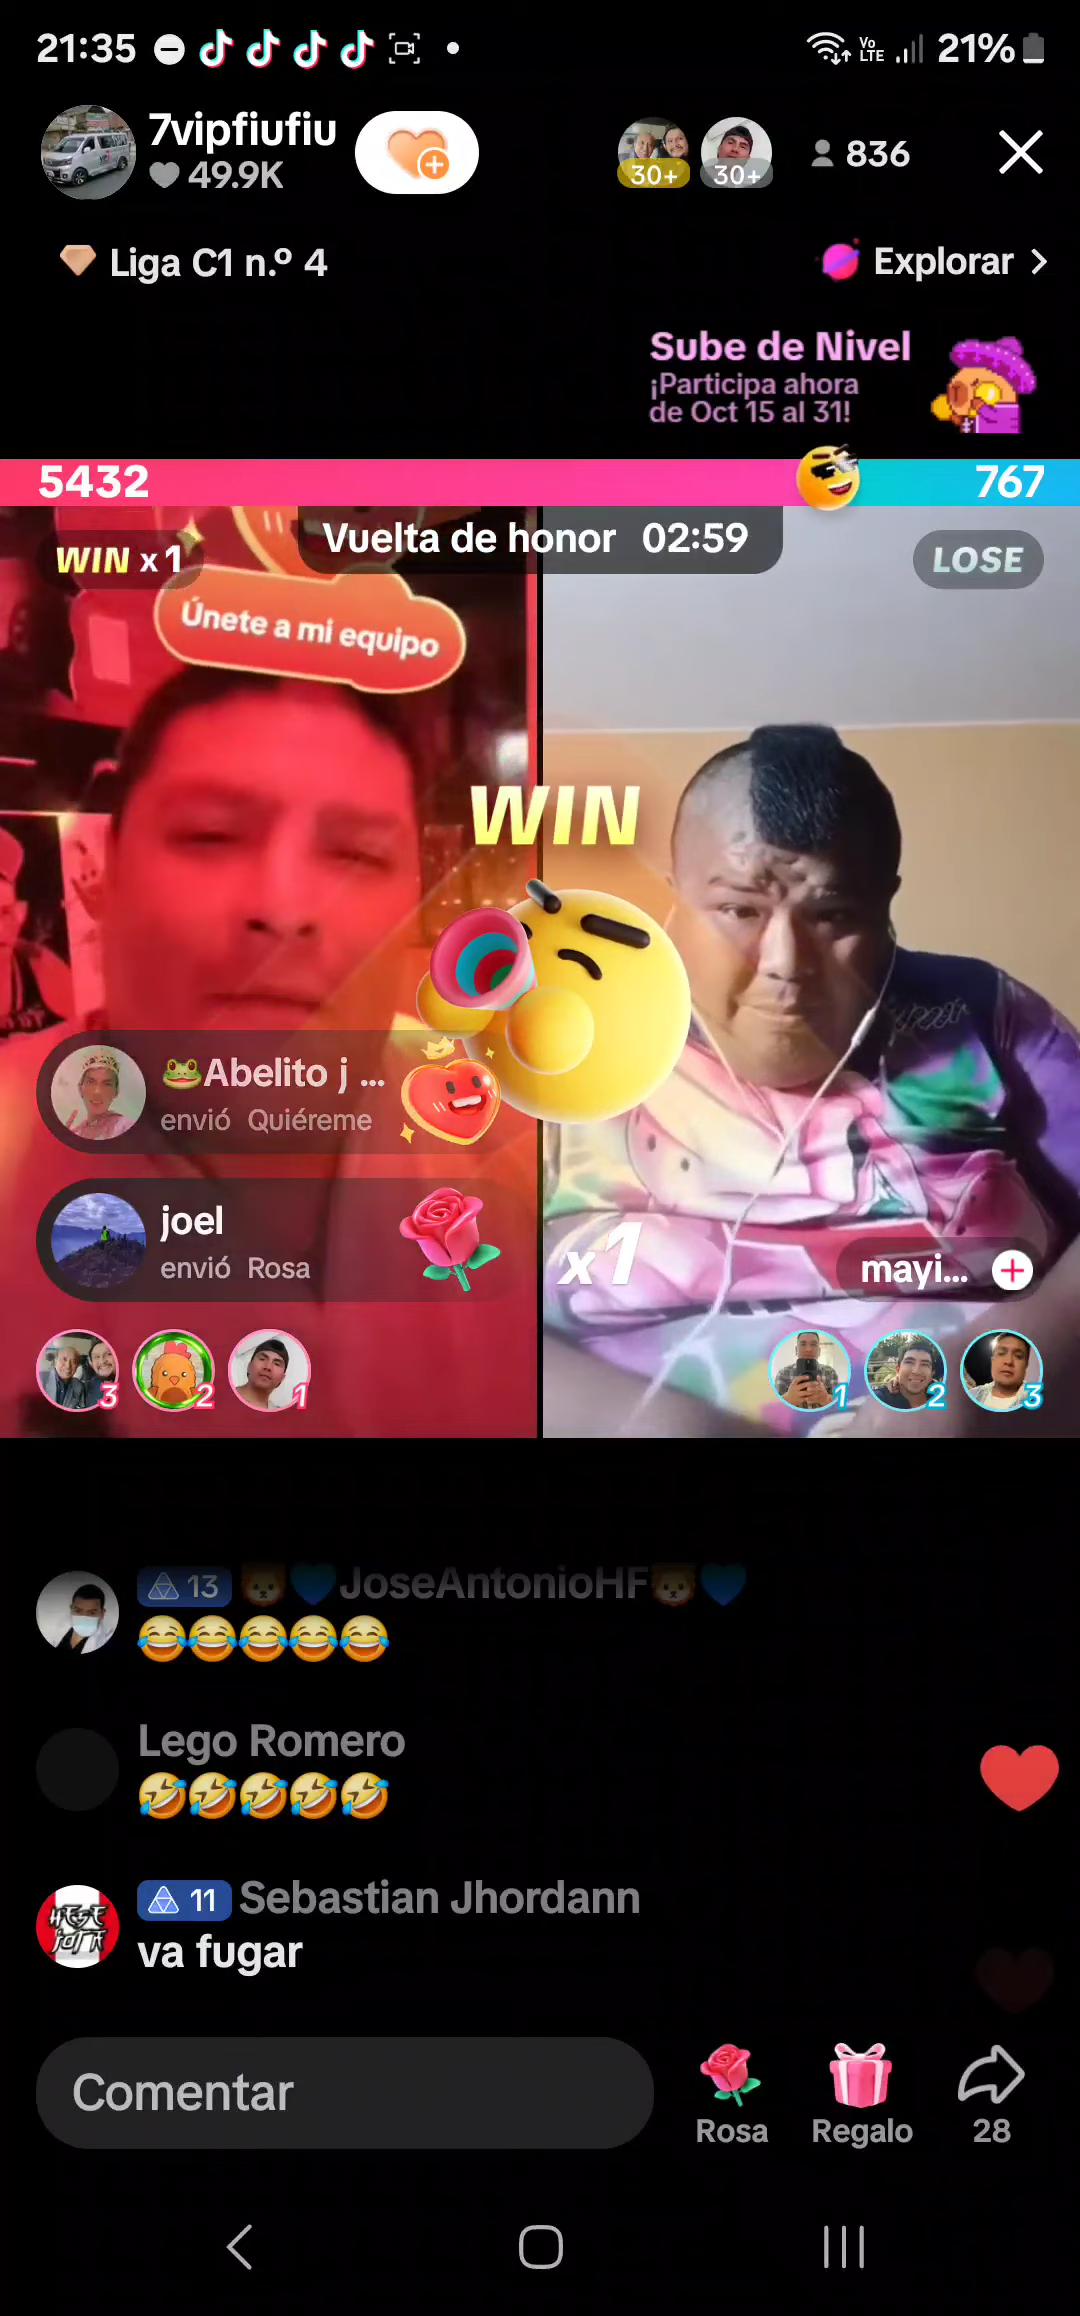 21:35 Vo LTE 21%
7vipfiufiu
49.9K
30+ 30+ 836
Liga C1 n.º 4 Explorar
Sube de Nivel
¡Participa ahora
de Oct 15 al 31!
5432 767
Vuelta de honor 02:59
WIN x1 LOSE
Únete a mi equipo
WIN
Abelito j ...
envió Quiéreme
joel
envió Rosa
x1
mayi...
3 2 1 1 2 3
13 JoseAntonioHF
Lego Romero
11 Sebastian Jhordann
va fugar
Comentar
Rosa Regalo 28